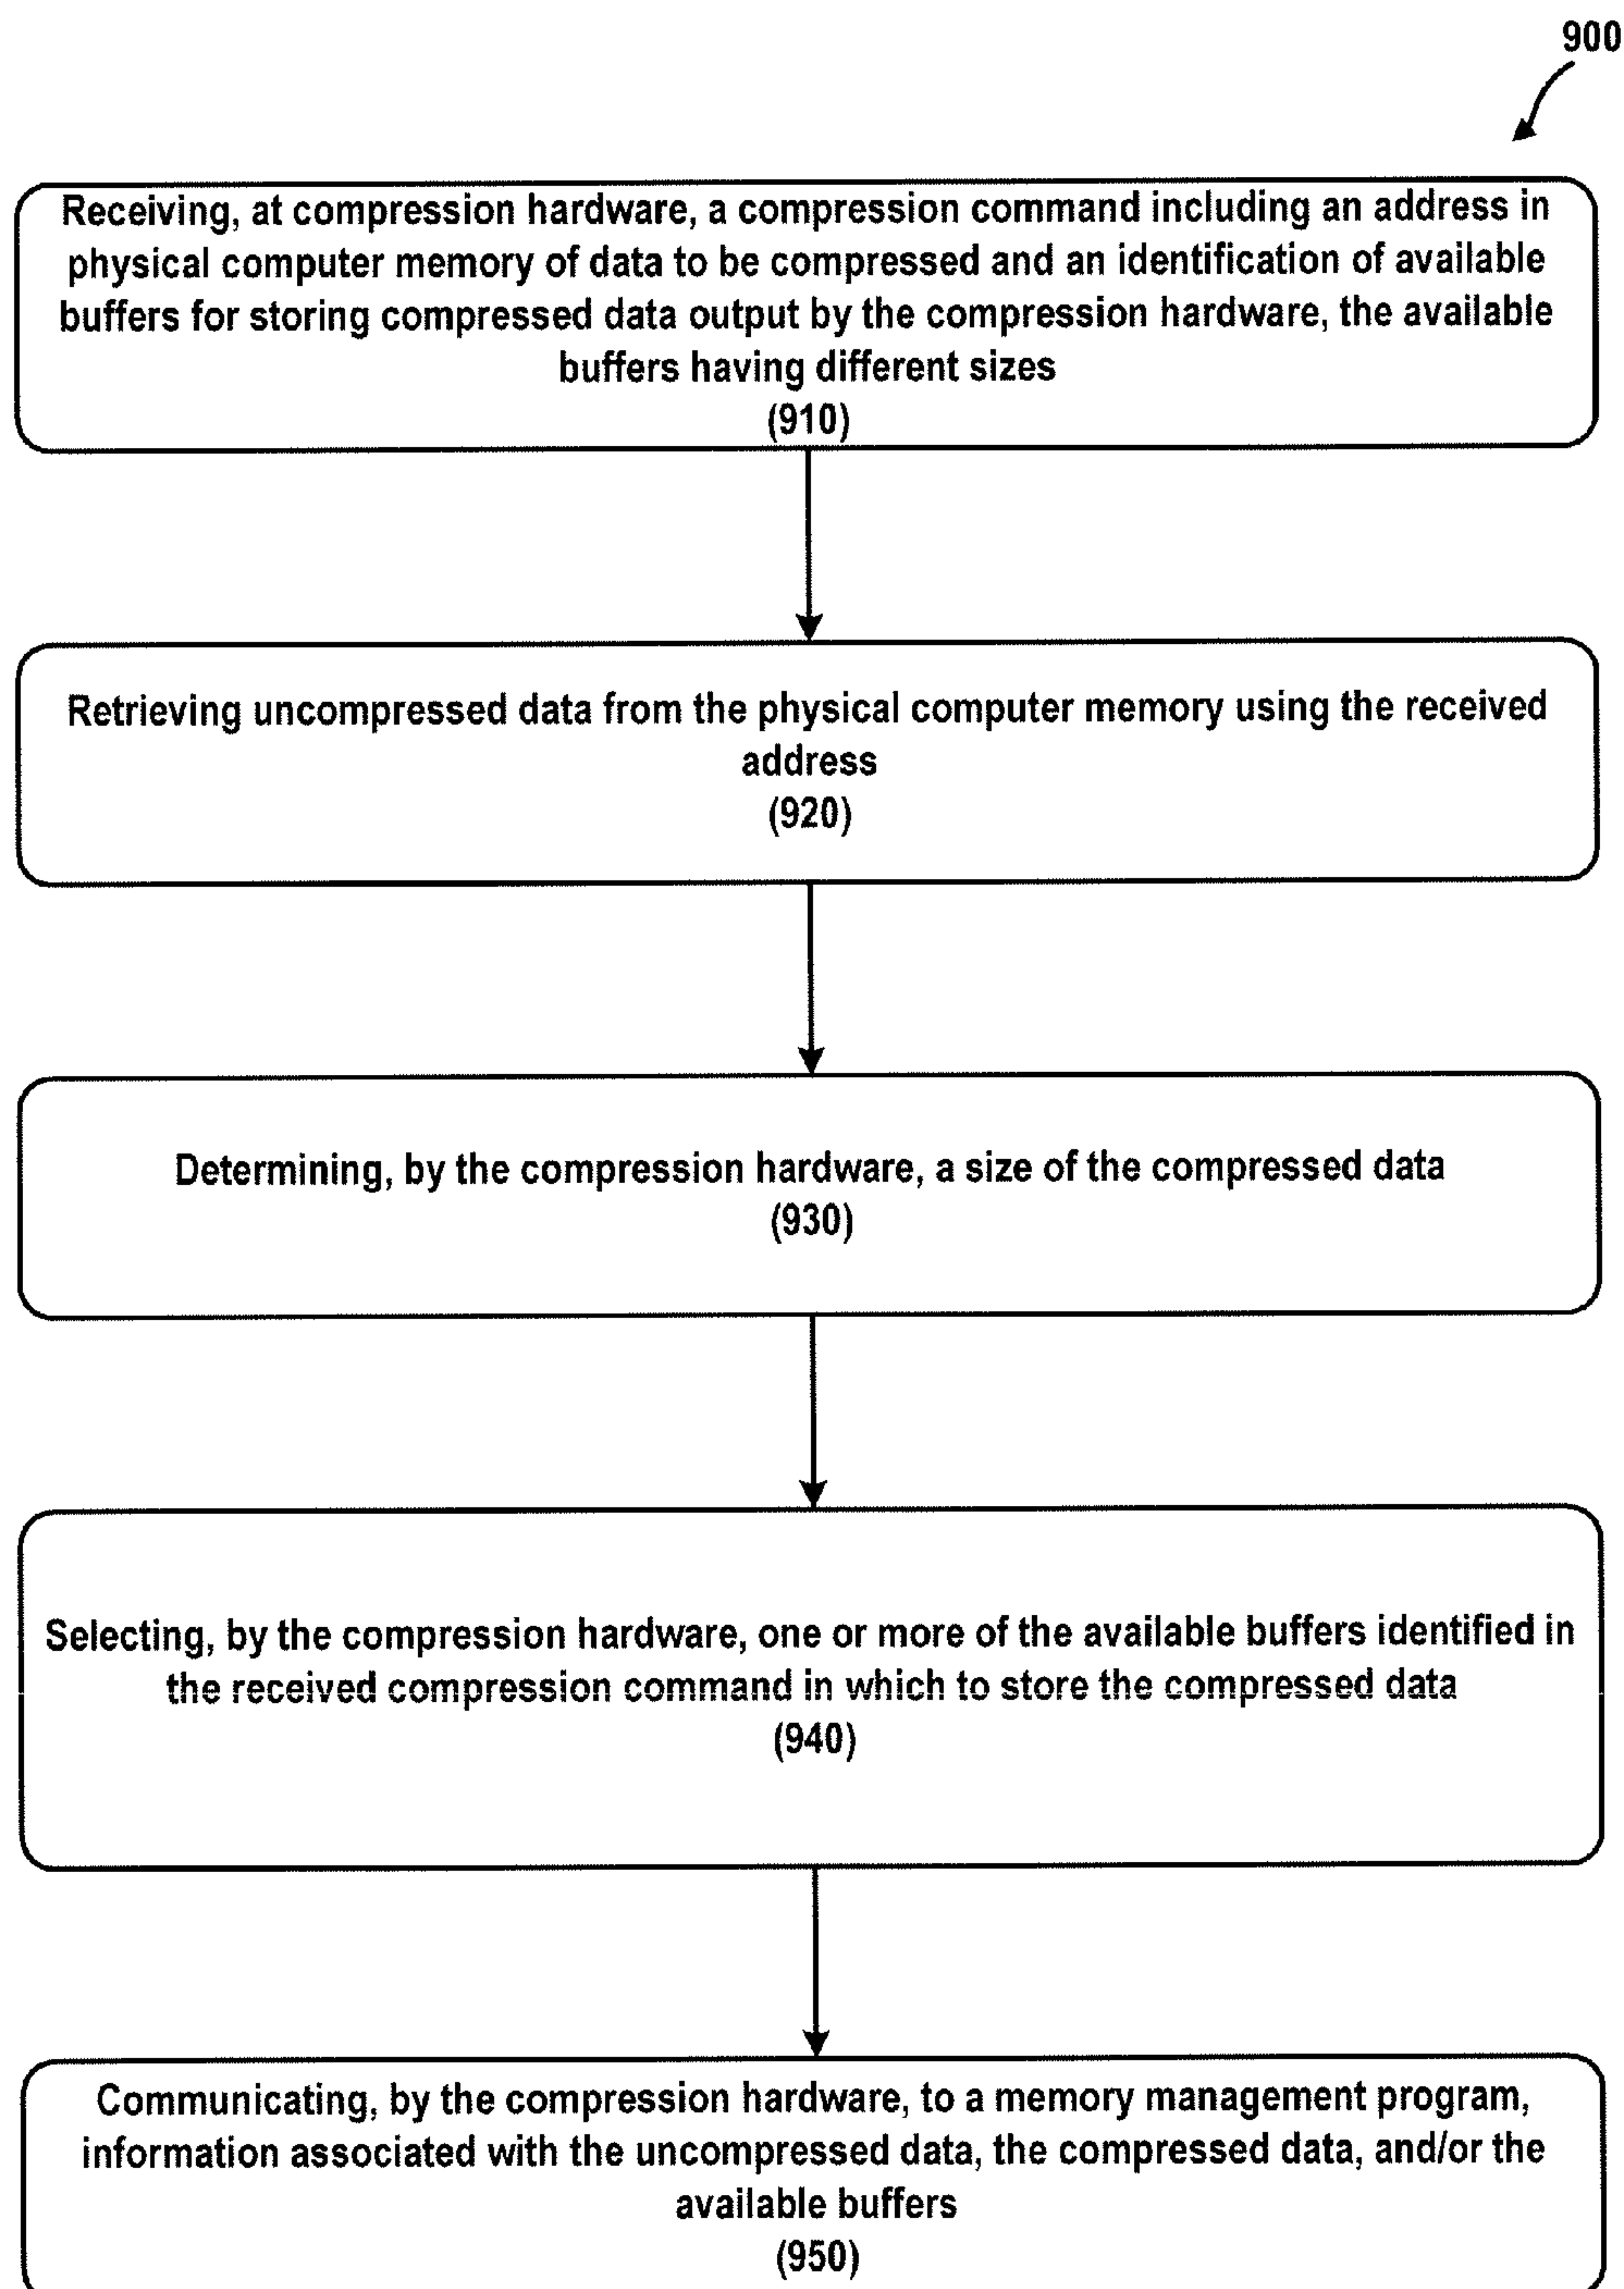 900
Receiving, at compression hardware, a compression command including an address in
physical computer memory of data to be compressed and an identification of available
buffers for storing compressed data output by the compression hardware, the available
buffers having different sizes
(910)
Retrieving uncompressed data from the physical computer memory using the received
address
(920)
Determining, by the compression hardware, a size of the compressed data
(930)
Selecting, by the compression hardware, one or more of the available buffers identified in
the received compression command in which to store the compressed data
(940)
Communicating, by the compression hardware, to a memory management program,
information associated with the uncompressed data, the compressed data, and/or the
available buffers
(950)